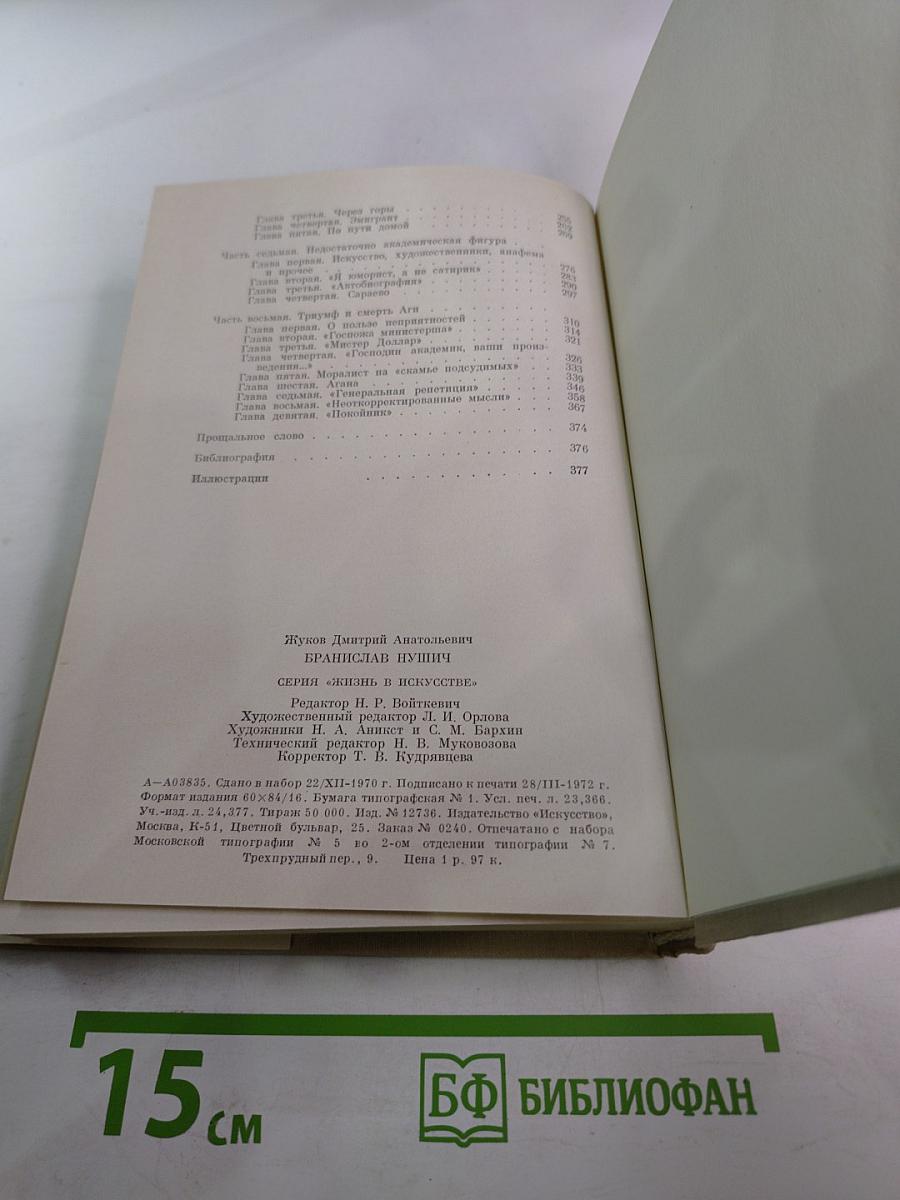 Глава третья. Через горы . . . . . . . . . . 255
Глава четвертая. Эмигрант . . . . . . . . . . 262
Глава пятая. По пути домой . . . . . . . . . . 269
Часть седьмая. Недостаточно академическая фигура . .
Глава первая. Искусство, художественники, анафема
и прочее . . . . . . . . . . 276
Глава вторая. «Я юморист, а не сатирик» . . . . . 283
Глава третья. «Автобиография» . . . . . . . . 290
Глава четвертая. Сараево . . . . . . . . . . 297
Часть восьмая. Триумф и смерть Аги . . . . . .
Глава первая. О пользе неприятностей . . . . . . 310
Глава вторая. «Госпожа министерша» . . . . . . 314
Глава третья. «Мистер Доллар» . . . . . . . . 321
Глава четвертая. «Господин академик, ваши произ-
ведения...» . . . . . . . . . . 326
Глава пятая. Моралист на «скамье подсудимых» . . 333
Глава шестая. Агана . . . . . . . . . . 339
Глава седьмая. «Генеральная репетиция» . . . . . 346
Глава восьмая. «Неоткорректированные мысли» . . . 358
Глава девятая. «Покойник» . . . . . . . . . . 367
Прощальное слово . . . . . . . . . . . . 374
Библиография . . . . . . . . . . . . . 376
Иллюстрации . . . . . . . . . . 377
Жуков Дмитрий Анатольевич
БРАНИСЛАВ НУШИЧ
СЕРИЯ «ЖИЗНЬ В ИСКУССТВЕ»
Редактор Н. Р. Войткевич
Художественный редактор Л. И. Орлова
Художники Н. А. Аникст и С. М. Бархин
Технический редактор Н. В. Муковозова
Корректор Т. В. Кудрявцева
А—А03835. Сдано в набор 22/XII-1970 г. Подписано к печати 28/III-1972 г.
Формат издания 60×84/16. Бумага типографская № 1. Усл. печ. л. 23,366.
Уч.-изд. л. 24,377. Тираж 50 000. Изд. № 12736. Издательство «Искусство»,
Москва, К-51, Цветной бульвар, 25. Заказ № 0240. Отпечатано с набора
Московской типографии № 5 во 2-ом отделении типографии № 7.
Трехпрудный пер., 9. Цена 1 р. 97 к.
15 см
БФ БИБЛИОФАН